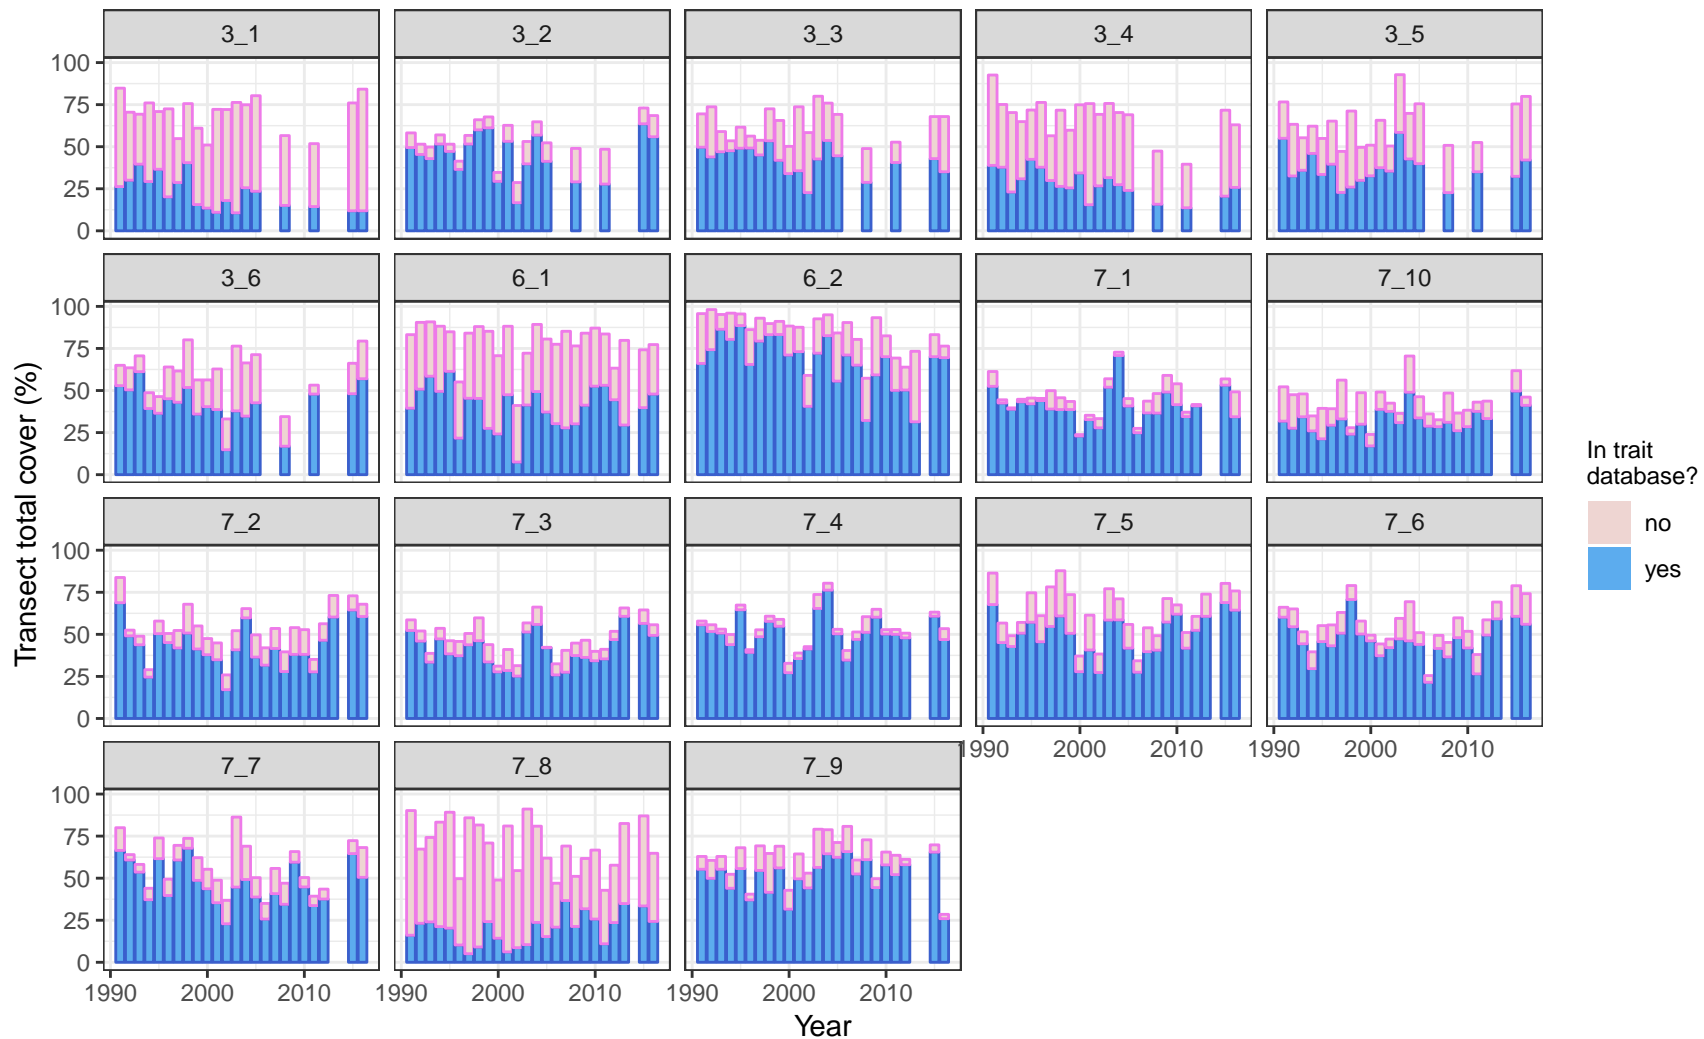 3_1 3_2 3_3 3_4 3_5
100
75
50
25
0
3_6 6_1 6_2 7_1 7_10
100
75
50
25
0
7_2 7_3 7_4 7_5 7_6
100
75
50
25
0
1990 2000 2010 1990 2000 2010
7_7 7_8 7_9
100
75
50
25
0
1990 2000 2010 1990 2000 2010 1990 2000 2010
Year
Transect total cover (%)
In trait
database?
no
yes